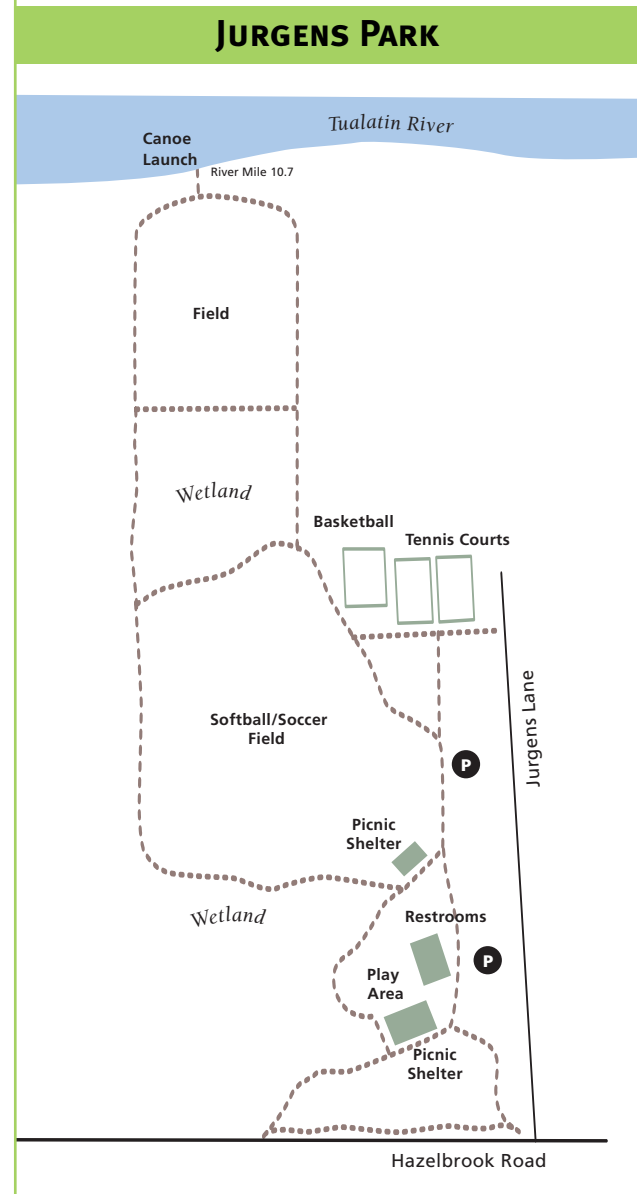 JURGENS PARK
Tualatin River
Canoe
Launch
River Mile 10.7
Field
Wetland
Basketball
Tennis Courts
Jurgens Lane
Softball/Soccer
Field
P
Picnic
Shelter
Wetland
Restrooms
P
Play
Area
Picnic
Shelter
Hazelbrook Road